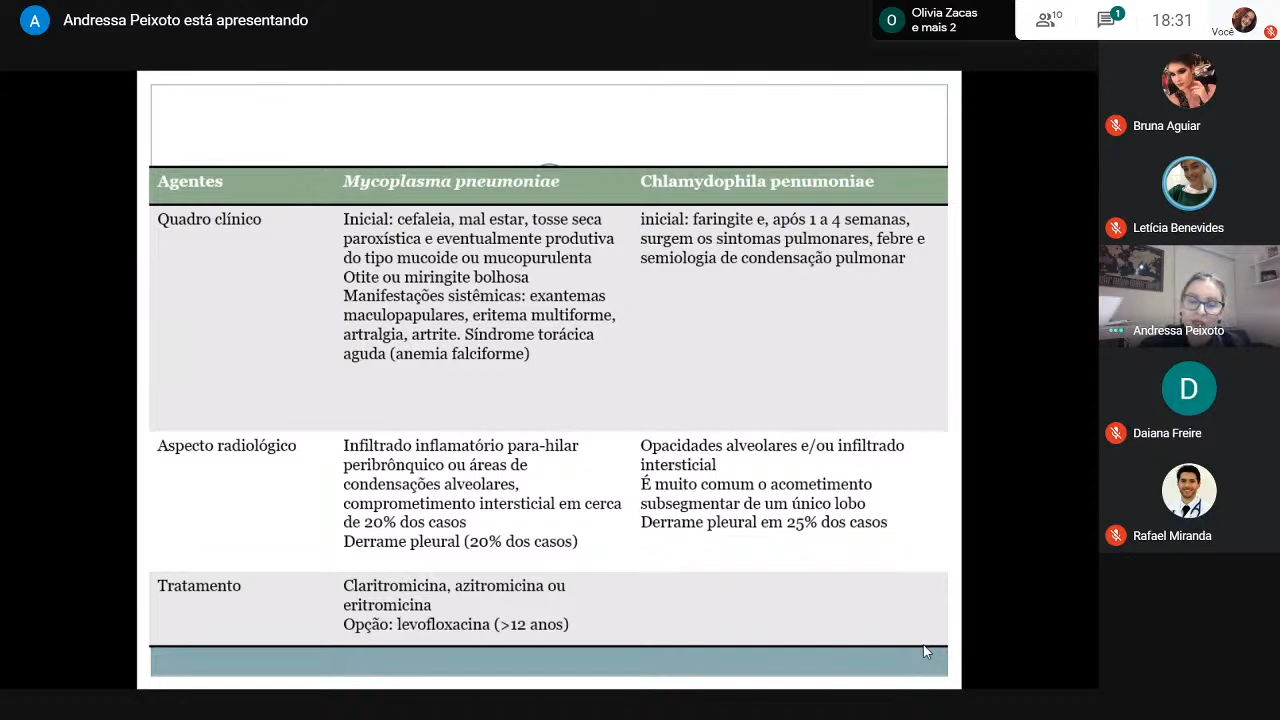 A
Andressa Peixoto está apresentando
O
Olivia Zacas
e mais 2
10
1
18:31
Você
Agentes
Mycoplasma pneumoniae
Chlamydophila penumoniae
Quadro clínico
Inicial: cefaleia, mal estar, tosse seca
paroxística e eventualmente produtiva
do tipo mucoide ou mucopurulenta
Otite ou miringite bolhosa
Manifestações sistêmicas: exantemas
maculopapulares, eritema multiforme,
artralgia, artrite. Síndrome torácica
aguda (anemia falciforme)
inicial: faringite e, após 1 a 4 semanas,
surgem os sintomas pulmonares, febre e
semiologia de condensação pulmonar
Aspecto radiológico
Infiltrado inflamatório para-hilar
peribrônquico ou áreas de
condensações alveolares,
comprometimento intersticial em cerca
de 20% dos casos
Derrame pleural (20% dos casos)
Opacidades alveolares e/ou infiltrado
intersticial
É muito comum o acometimento
subsegmentar de um único lobo
Derrame pleural em 25% dos casos
Tratamento
Claritromicina, azitromicina ou
eritromicina
Opção: levofloxacina (>12 anos)
Bruna Aguiar
Letícia Benevides
Andressa Peixoto
D
Daiana Freire
Rafael Miranda